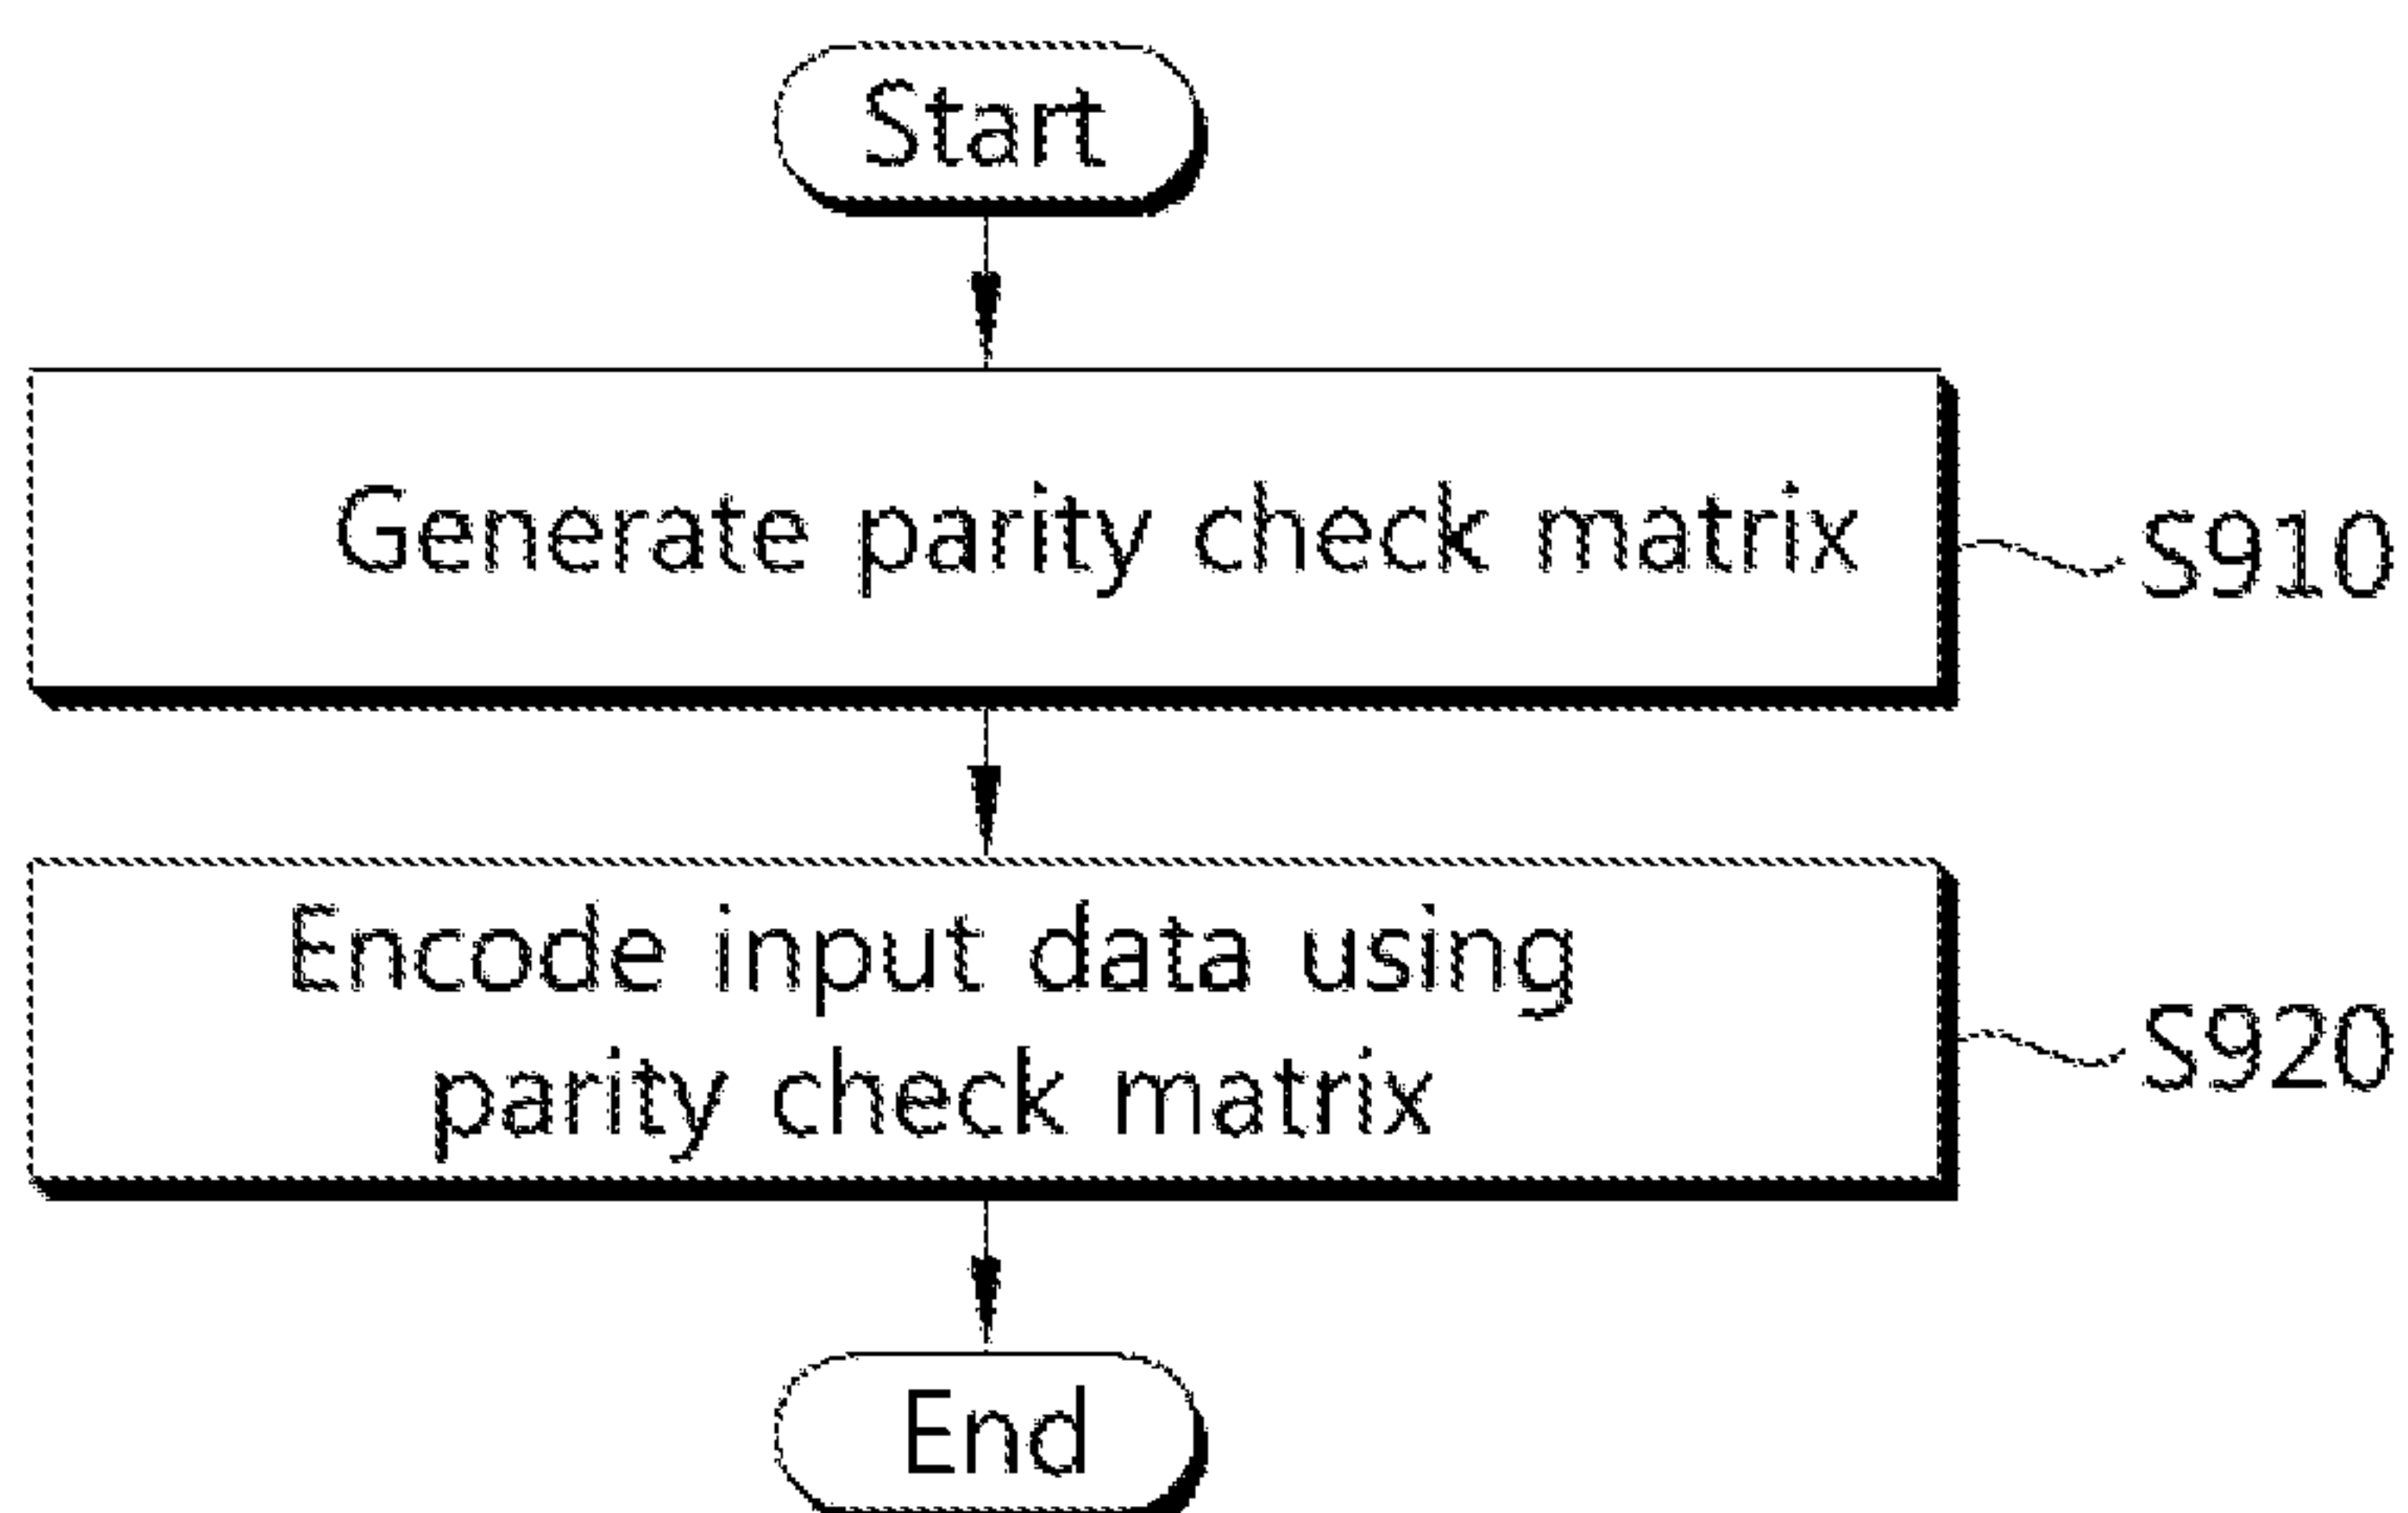 Start
Generate parity check matrix
S910
Encode input data using
parity check matrix
S920
End